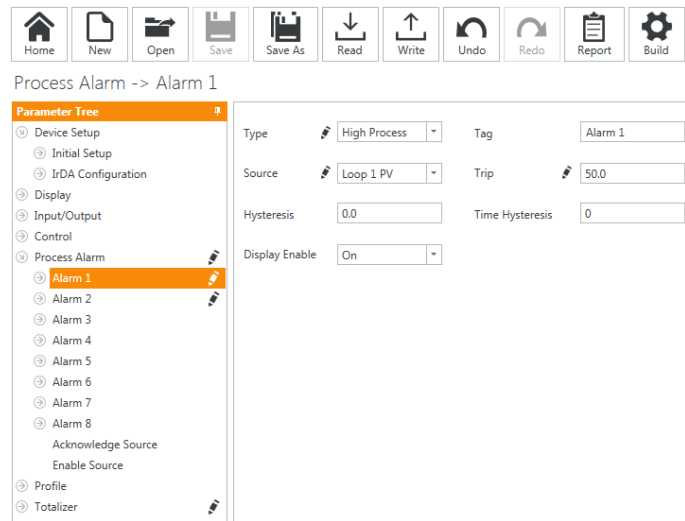 Home New Open Save Save As Read Write Undo Redo Report Build
Process Alarm -> Alarm 1
Parameter Tree
Device Setup
Initial Setup
IrDA Configuration
Display
Input/Output
Control
Process Alarm
Alarm 1
Alarm 2
Alarm 3
Alarm 4
Alarm 5
Alarm 6
Alarm 7
Alarm 8
Acknowledge Source
Enable Source
Profile
Totalizer
Type High Process Tag Alarm 1
Source Loop 1 PV Trip 50.0
Hysteresis 0.0 Time Hysteresis 0
Display Enable On